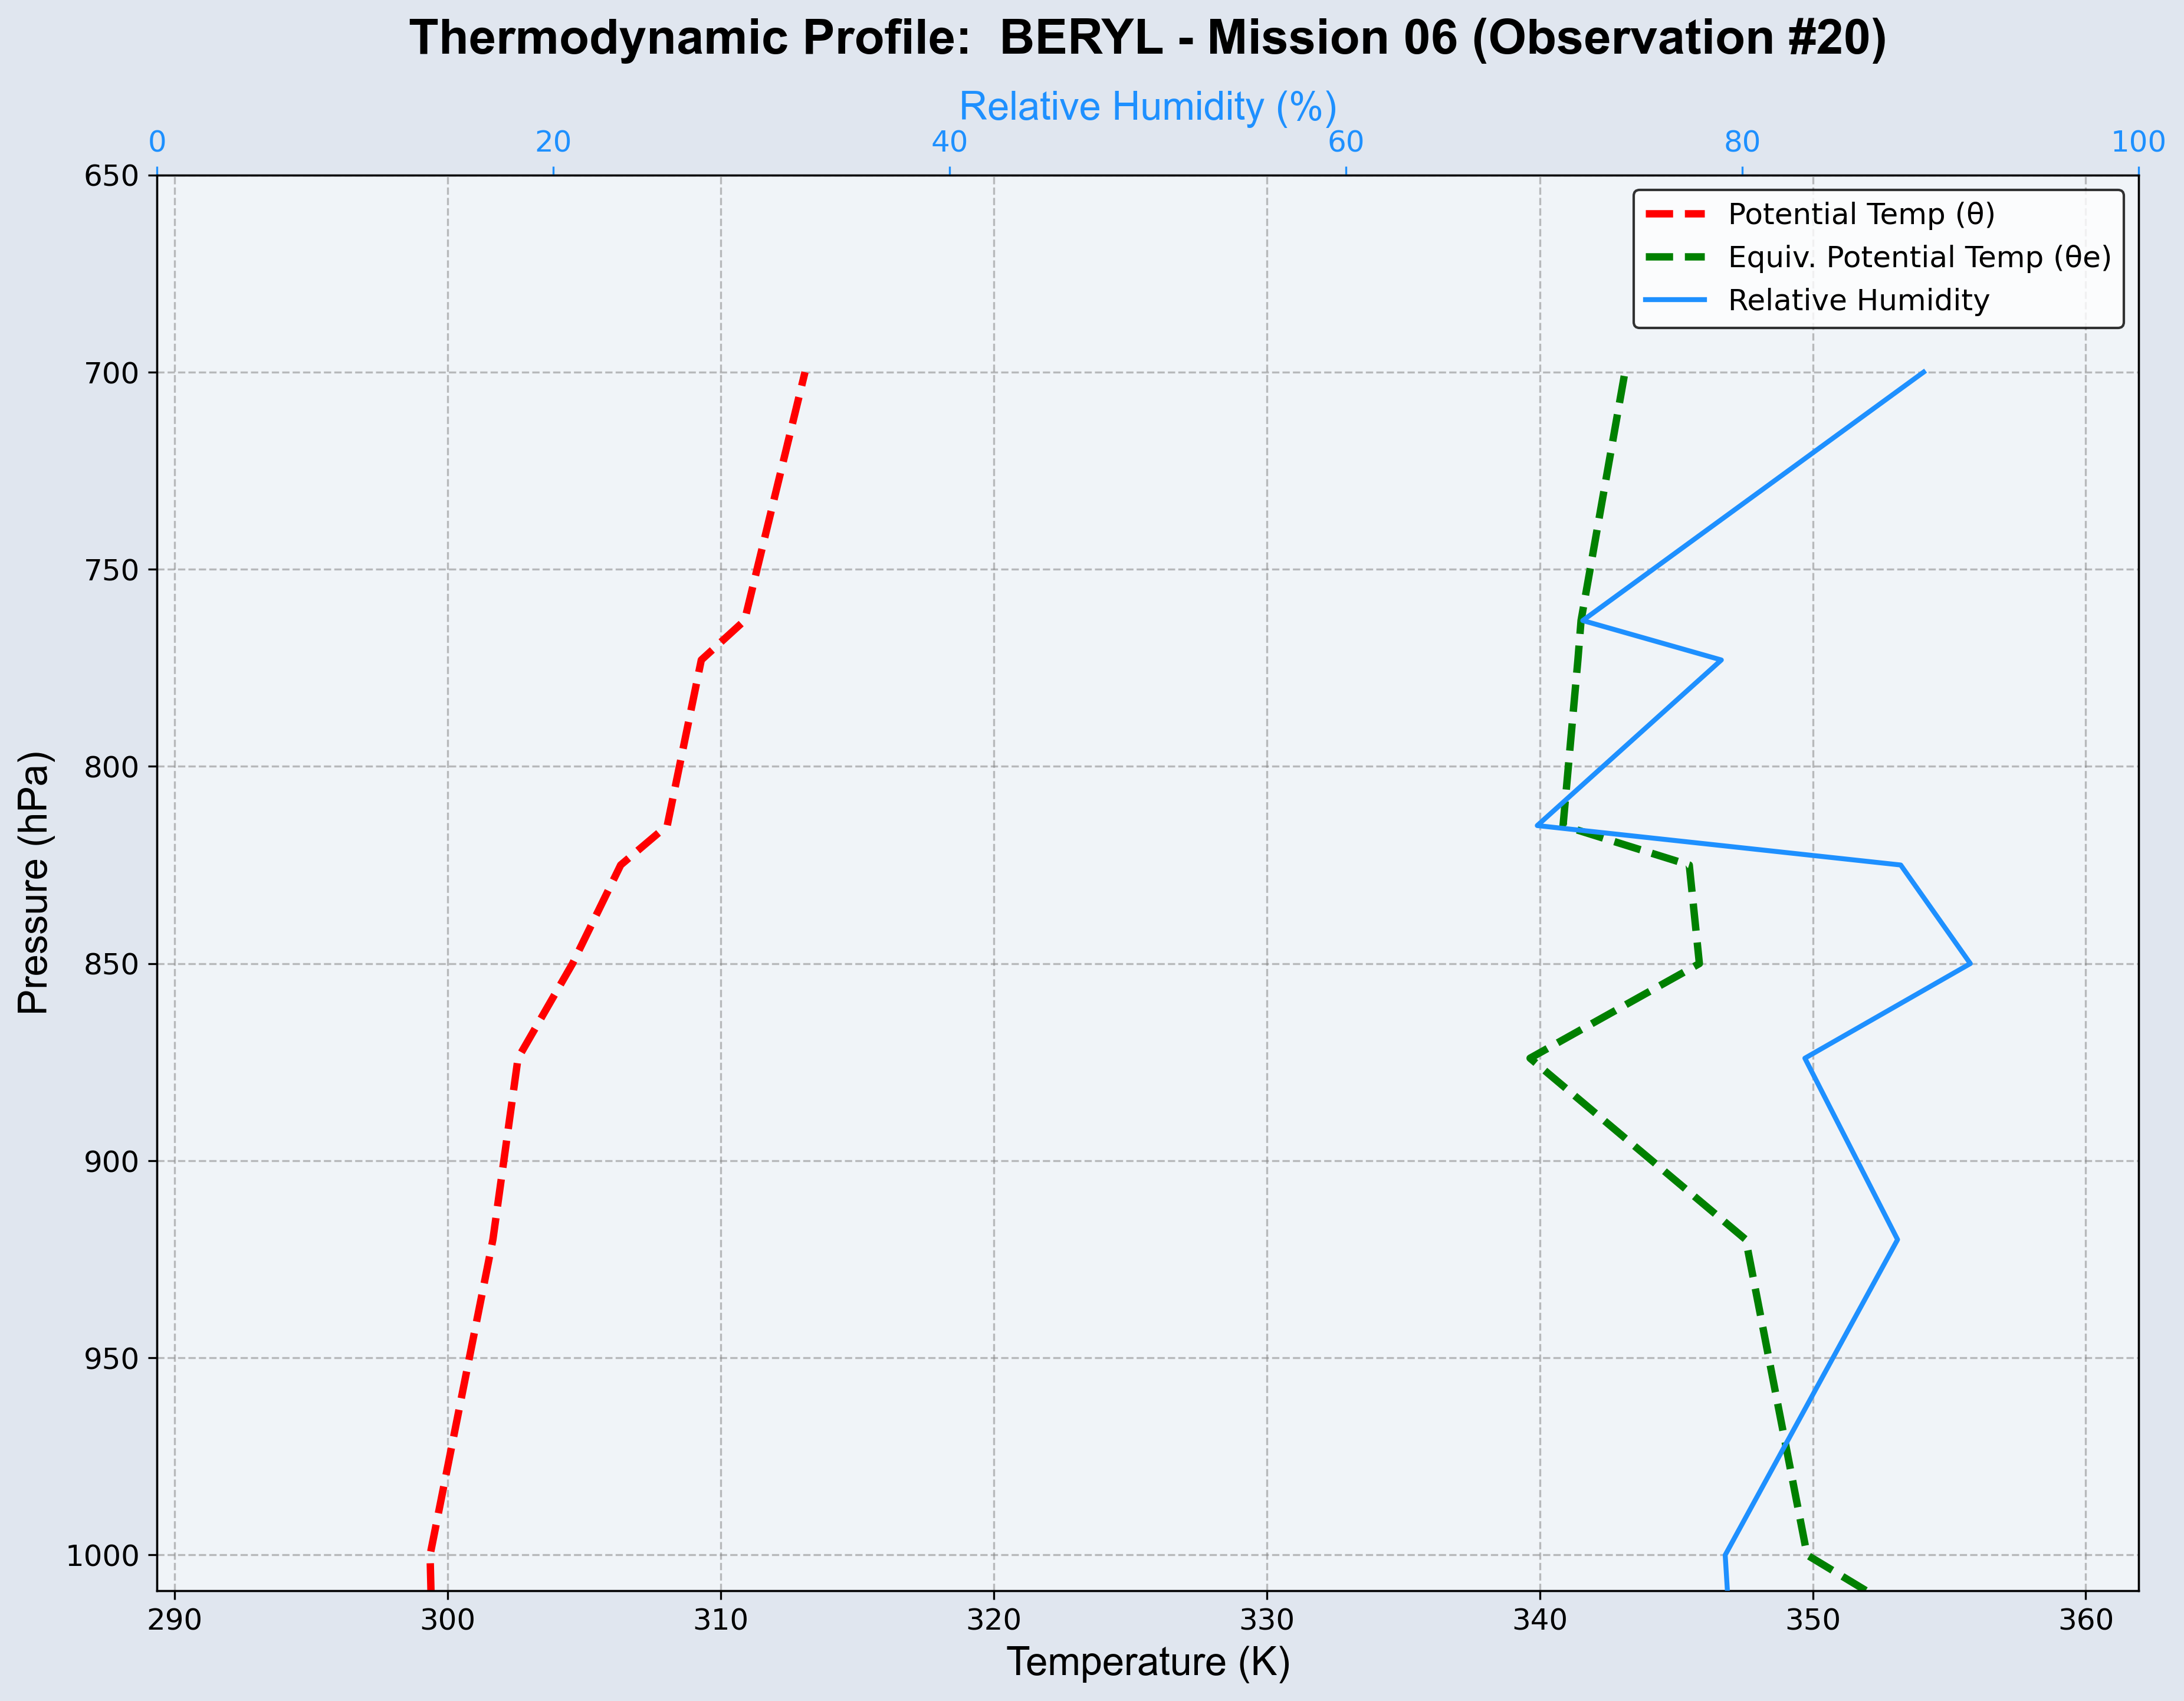 Thermodynamic Profile:  BERYL - Mission 06 (Observation #20)
Relative Humidity (%)
0 20 40 60 80 100
Potential Temp (θ)
Equiv. Potential Temp (θe)
Relative Humidity
Pressure (hPa)
650
700
750
800
850
900
950
1000
290 300 310 320 330 340 350 360
Temperature (K)